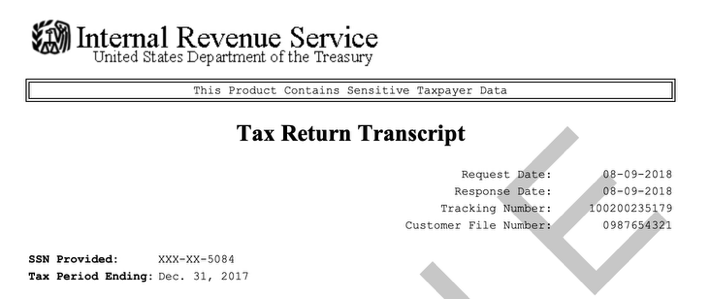 Internal Revenue Service
United States Department of the Treasury
This Product Contains Sensitive Taxpayer Data
Tax Return Transcript
Request Date: 08-09-2018
Response Date: 08-09-2018
Tracking Number: 100200235179
Customer File Number: 0987654321
SSN Provided: XXX-XX-5084
Tax Period Ending: Dec. 31, 2017